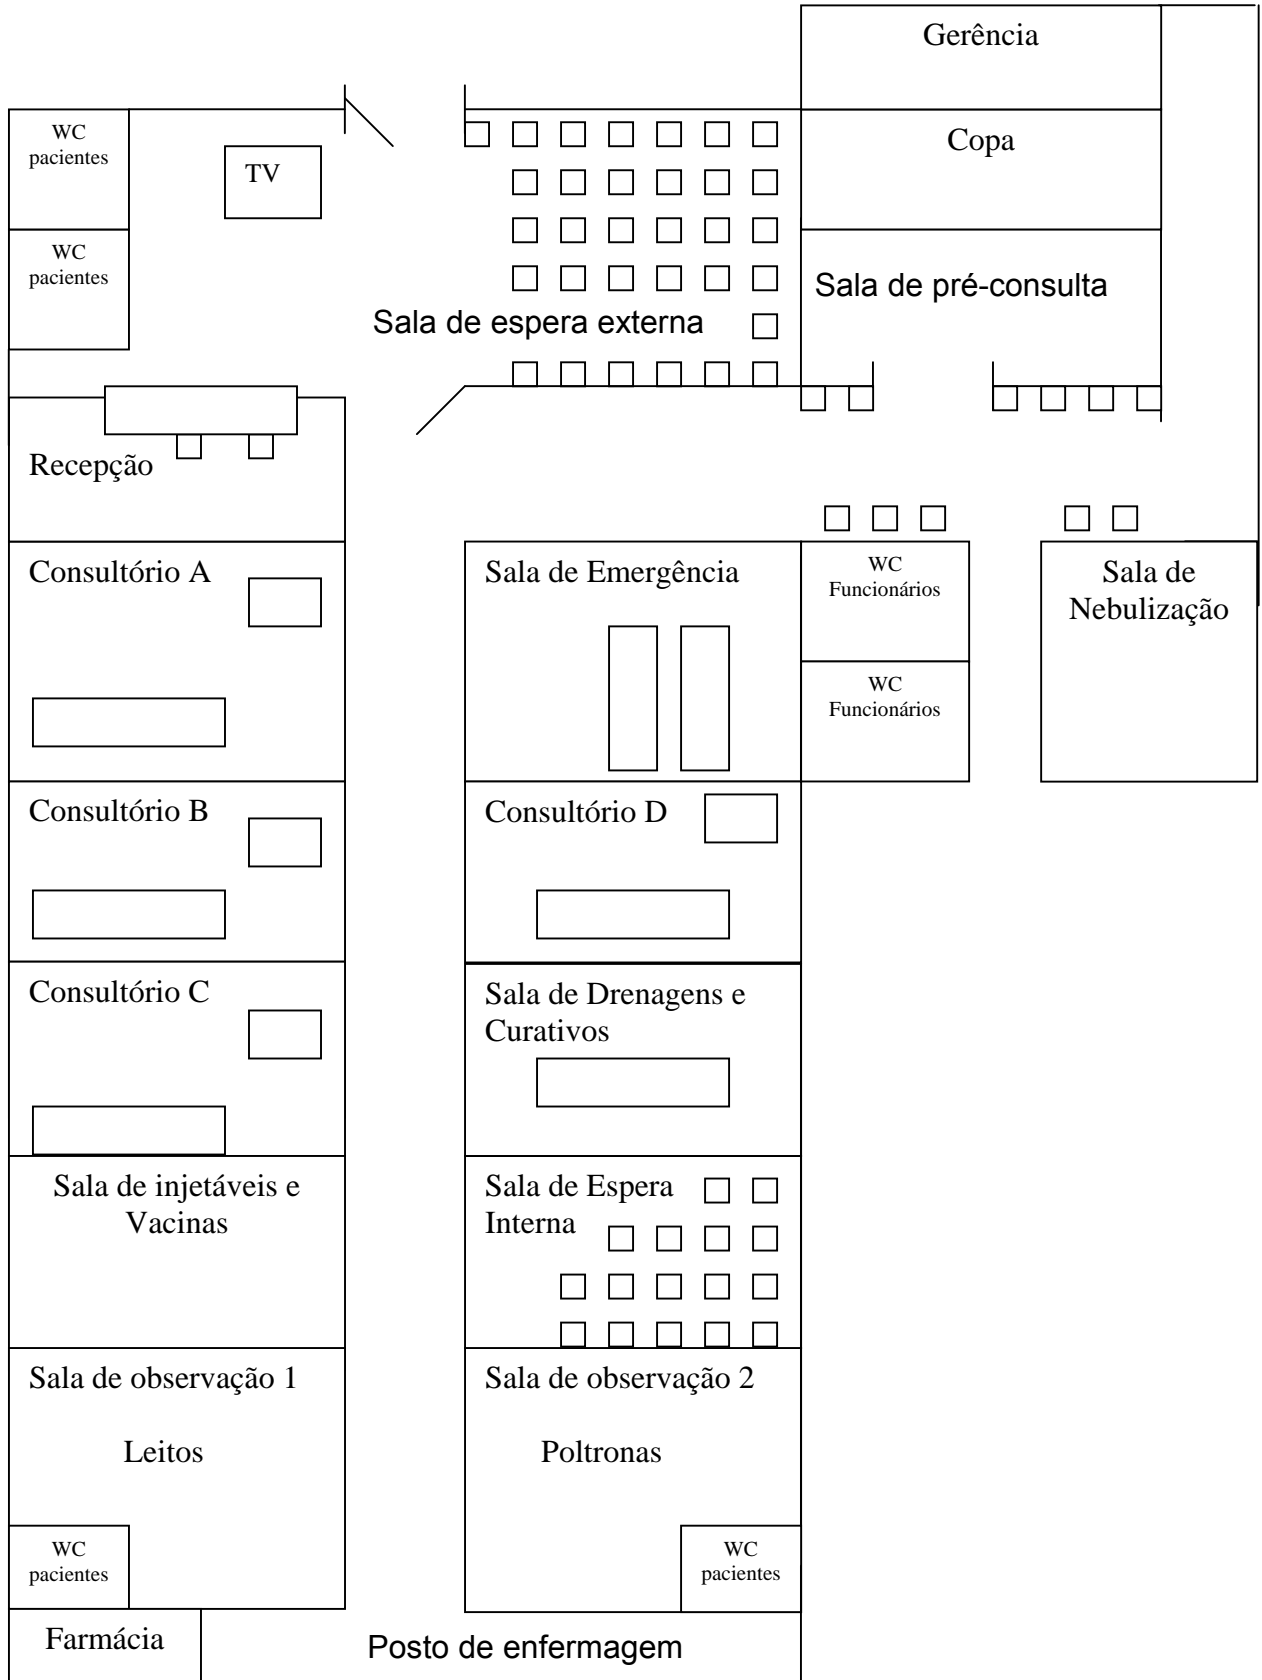 Gerência
WC
pacientes
TV
Copa
WC
pacientes
Sala de pré-consulta
Sala de espera externa
Recepção
Consultório A
Sala de Emergência
WC
Funcionários
Sala de
Nebulização
WC
Funcionários
Consultório B
Consultório D
Consultório C
Sala de Drenagens e
Curativos
Sala de injetáveis e
Vacinas
Sala de Espera
Interna
Sala de observação 1
Leitos
Sala de observação 2
Poltronas
WC
pacientes
WC
pacientes
Farmácia
Posto de enfermagem